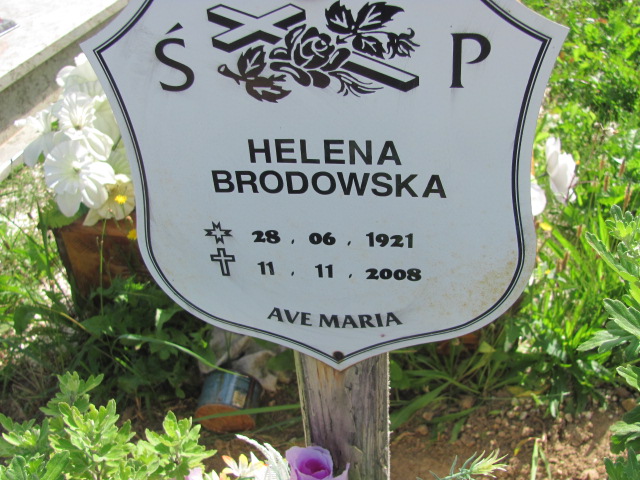 Ś P
HELENA
BRODOWSKA
28 . 06 . 1921
11 . 11 . 2008
AVE MARIA